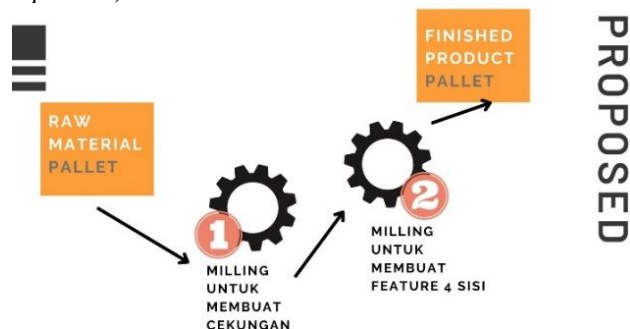 RAW
MATERIAL
PALLET
1
MILLING
UNTUK
MEMBUAT
CEKUNGAN
2
MILLING
UNTUK
MEMBUAT
FEATURE 4 SISI
FINISHED
PRODUCT
PALLET
PROPOSED